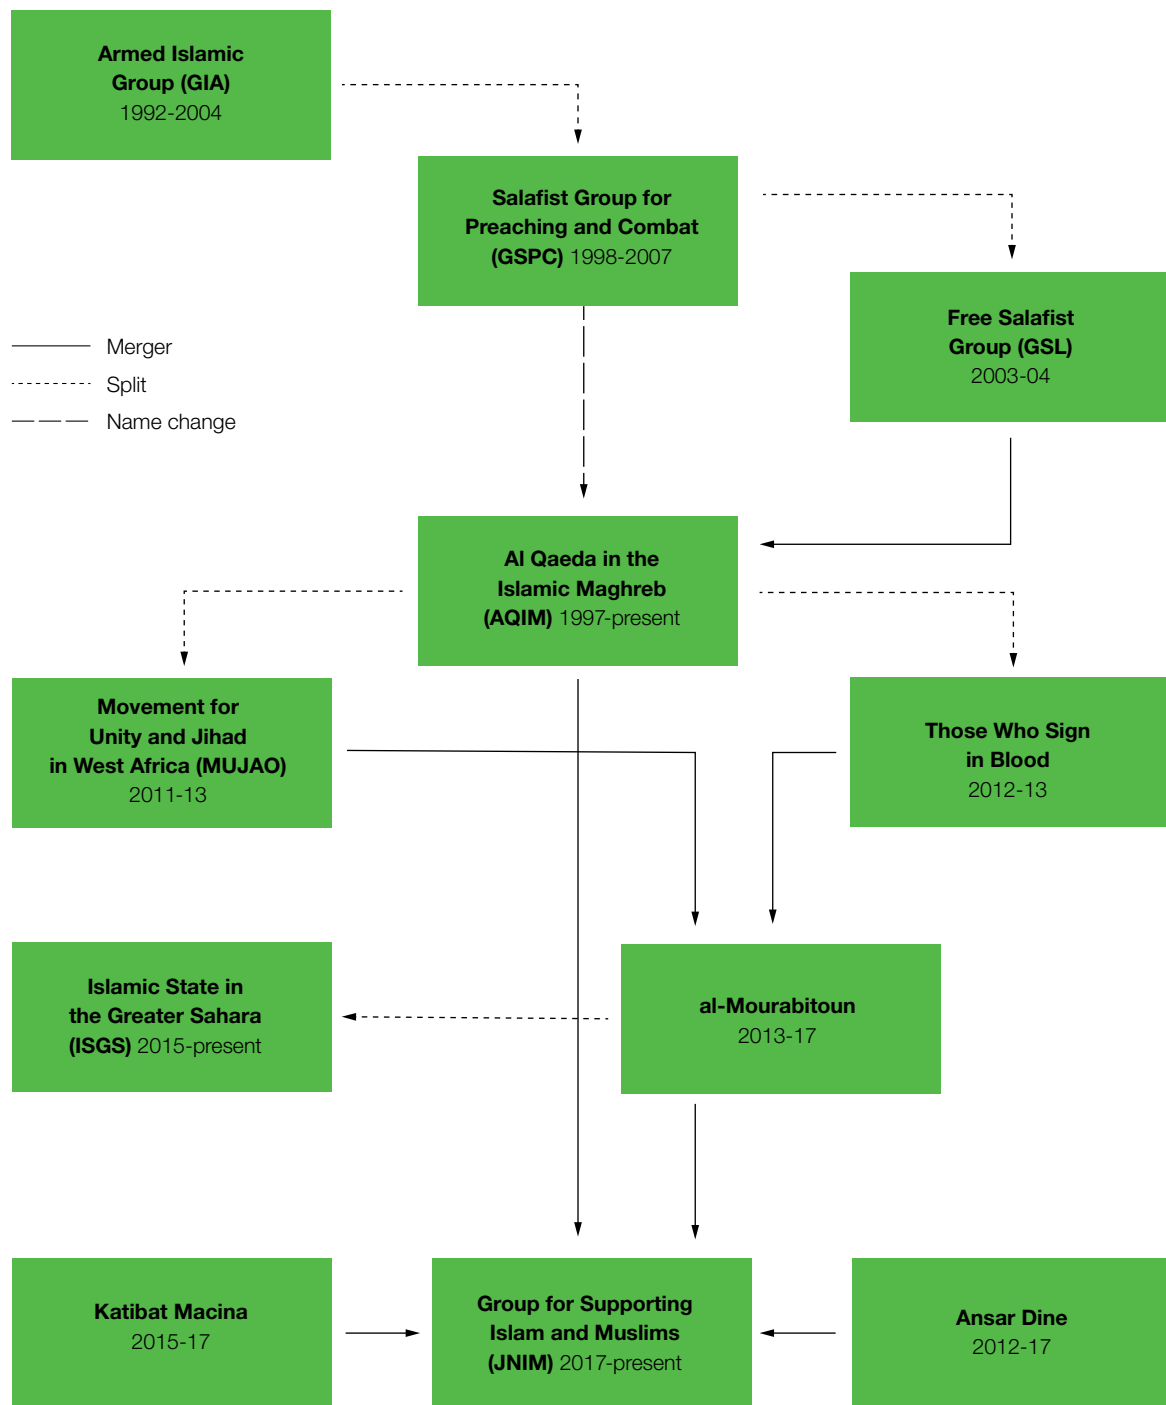 Armed Islamic
Group (GIA)
1992-2004
Salafist Group for
Preaching and Combat
(GSPC) 1998-2007
Free Salafist
Group (GSL)
2003-04
Merger
Split
Name change
Al Qaeda in the
Islamic Maghreb
(AQIM) 1997-present
Movement for
Unity and Jihad
in West Africa (MUJAO)
2011-13
Those Who Sign
in Blood
2012-13
Islamic State in
the Greater Sahara
(ISGS) 2015-present
al-Mourabitoun
2013-17
Katibat Macina
2015-17
Group for Supporting
Islam and Muslims
(JNIM) 2017-present
Ansar Dine
2012-17